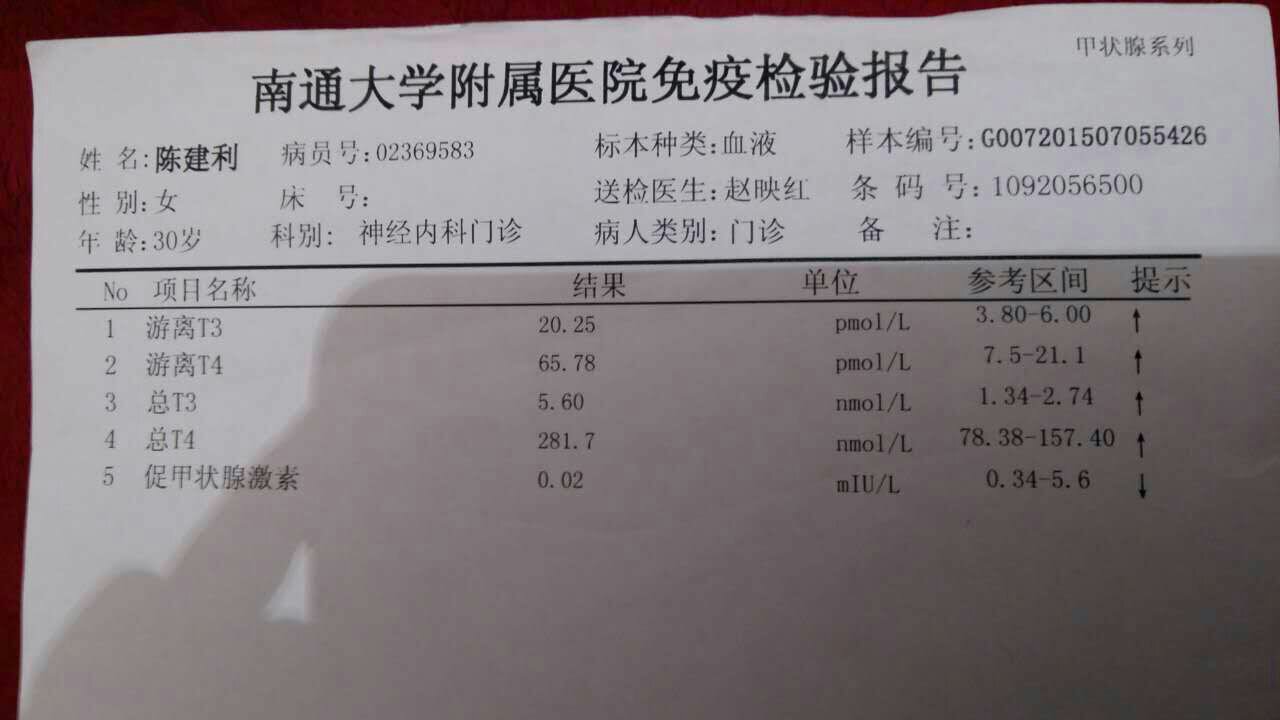 甲状腺系列
南通大学附属医院免疫检验报告
姓 名:陈建利 病员号:02369583 标本种类:血液 样本编号:G007201507055426
性 别:女 床 号: 送检医生:赵映红 条 码 号:1092056500
年 龄:30岁 科别: 神经内科门诊 病人类别:门诊 备 注:
No 项目名称 结果 单位 参考区间 提示
1 游离T3 20.25 pmol/L 3.80-6.00 ↑
2 游离T4 65.78 pmol/L 7.5-21.1 ↑
3 总T3 5.60 nmol/L 1.34-2.74 ↑
4 总T4 281.7 nmol/L 78.38-157.40 ↑
5 促甲状腺激素 0.02 mIU/L 0.34-5.6 ↓